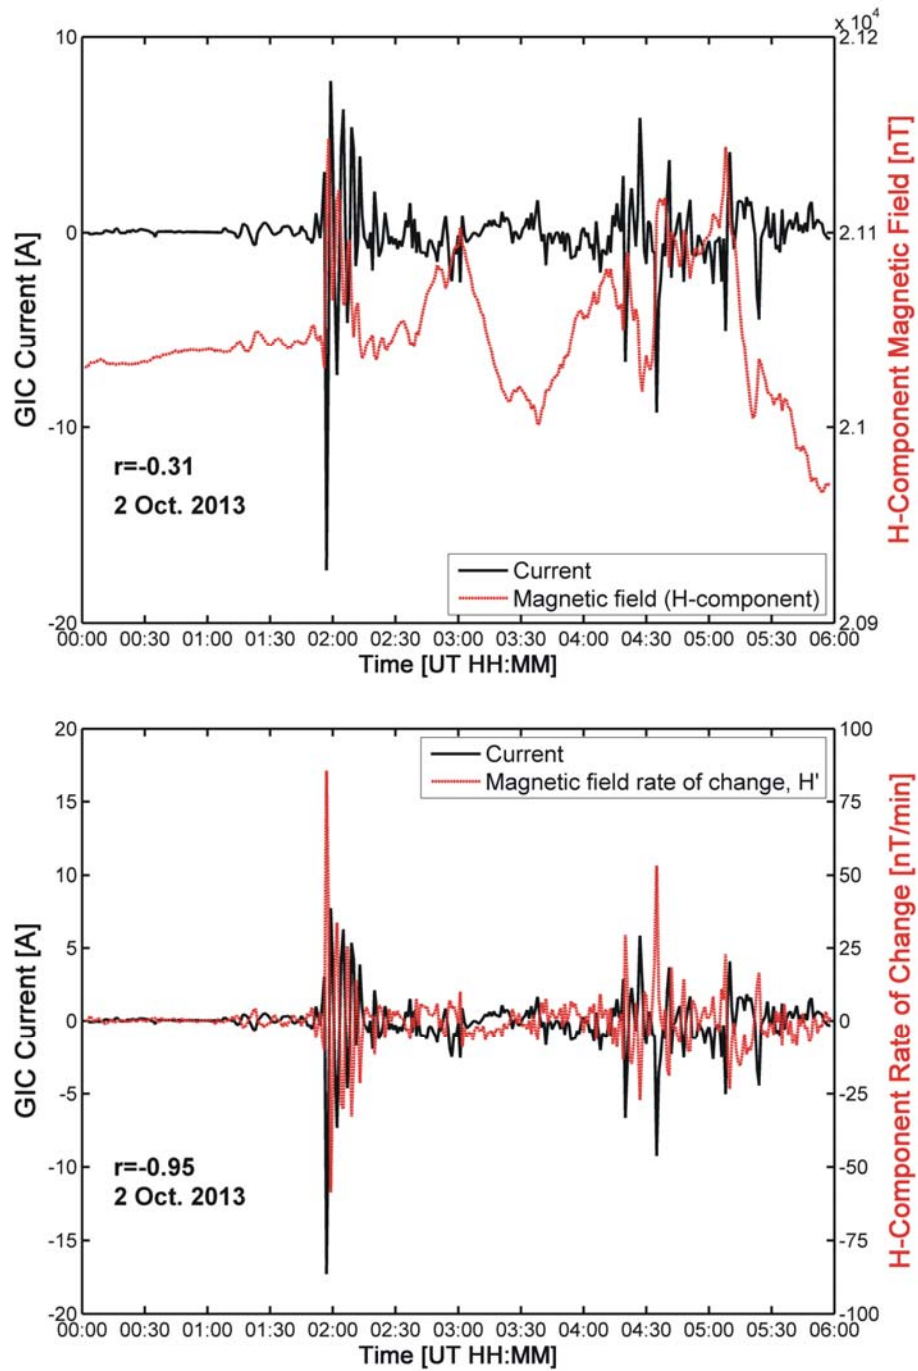 x 10⁴
10
0
-10
-20
GIC Current [A]
2.12
2.11
2.1
2.09
H-Component Magnetic Field [nT]
r=-0.31
2 Oct. 2013
Current
Magnetic field (H-component)
00:00 00:30 01:00 01:30 02:00 02:30 03:00 03:30 04:00 04:30 05:00 05:30 06:00
Time [UT HH:MM]
20
15
10
5
0
-5
-10
-15
-20
GIC Current [A]
100
75
50
25
0
-25
-50
-75
-100
H-Component Rate of Change [nT/min]
Current
Magnetic field rate of change, H'
r=-0.95
2 Oct. 2013
00:00 00:30 01:00 01:30 02:00 02:30 03:00 03:30 04:00 04:30 05:00 05:30 06:00
Time [UT HH:MM]